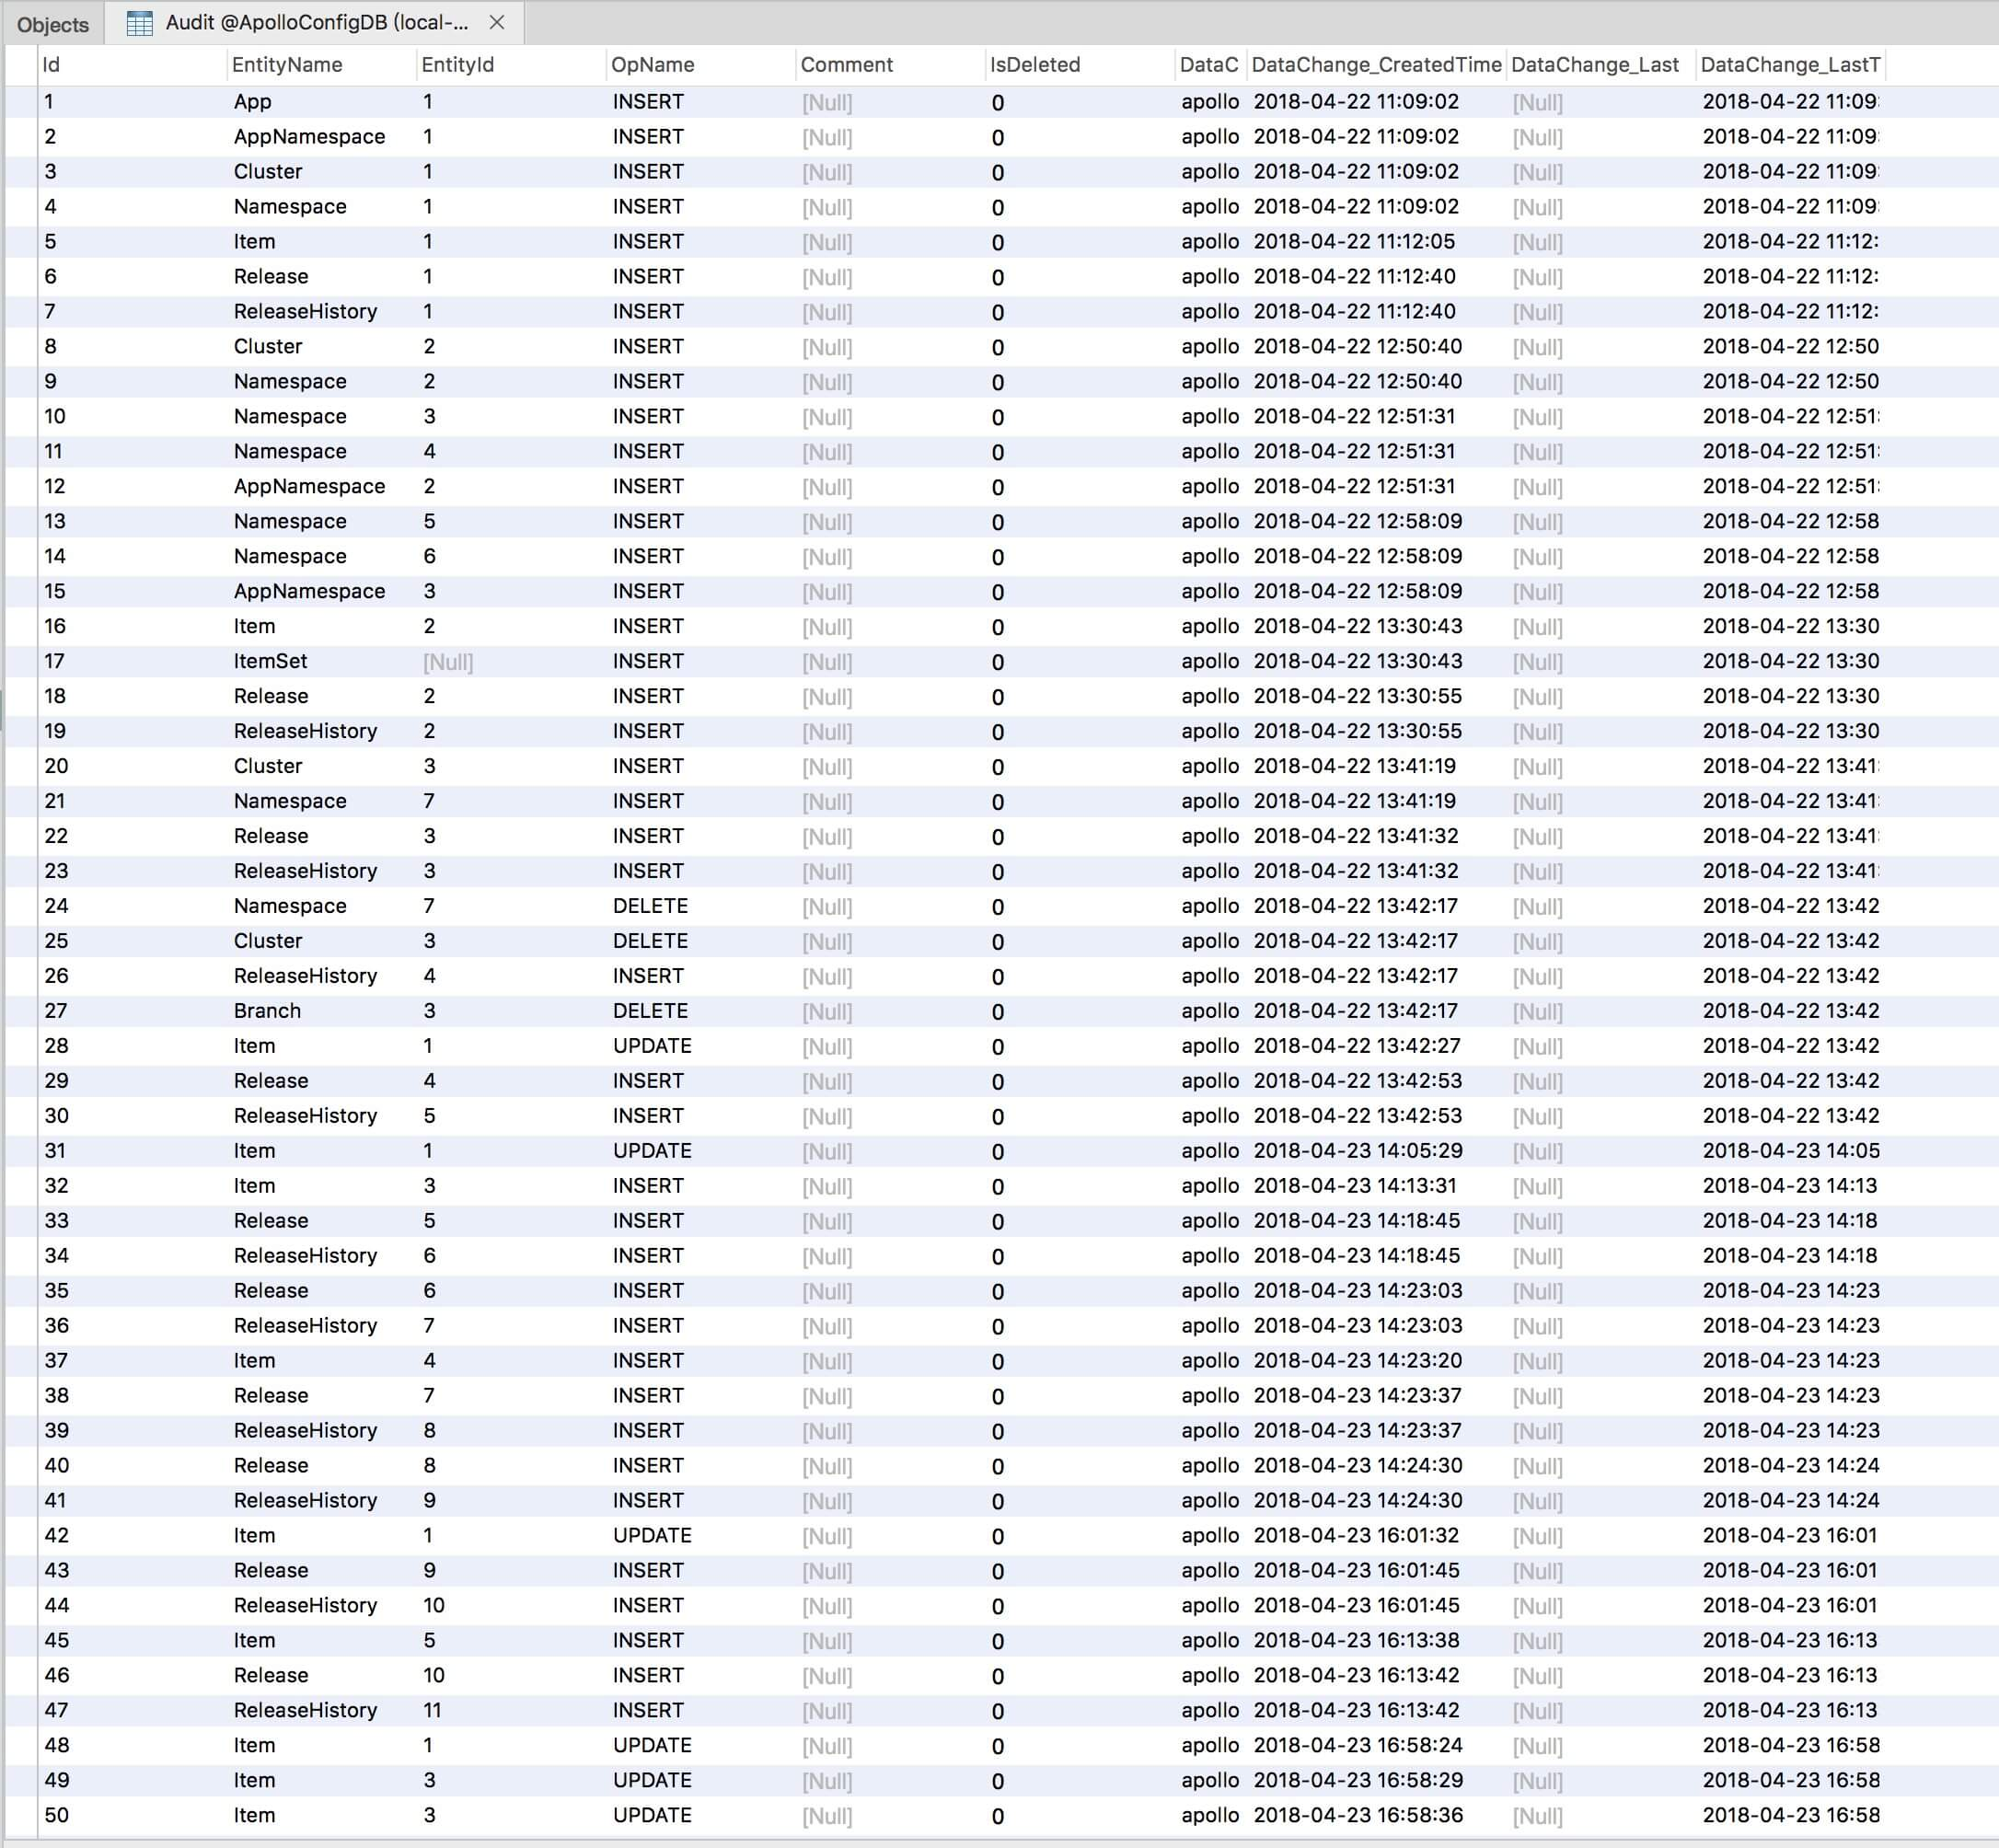 Objects Audit @ApolloConfigDB (local-...
Id EntityName EntityId OpName Comment IsDeleted DataC DataChange_CreatedTime DataChange_Last DataChange_LastT
1 App 1 INSERT [Null] 0 apollo 2018-04-22 11:09:02 [Null] 2018-04-22 11:09:
2 AppNamespace 1 INSERT [Null] 0 apollo 2018-04-22 11:09:02 [Null] 2018-04-22 11:09:
3 Cluster 1 INSERT [Null] 0 apollo 2018-04-22 11:09:02 [Null] 2018-04-22 11:09:
4 Namespace 1 INSERT [Null] 0 apollo 2018-04-22 11:09:02 [Null] 2018-04-22 11:09:
5 Item 1 INSERT [Null] 0 apollo 2018-04-22 11:12:05 [Null] 2018-04-22 11:12:
6 Release 1 INSERT [Null] 0 apollo 2018-04-22 11:12:40 [Null] 2018-04-22 11:12:
7 ReleaseHistory 1 INSERT [Null] 0 apollo 2018-04-22 11:12:40 [Null] 2018-04-22 11:12:
8 Cluster 2 INSERT [Null] 0 apollo 2018-04-22 12:50:40 [Null] 2018-04-22 12:50
9 Namespace 2 INSERT [Null] 0 apollo 2018-04-22 12:50:40 [Null] 2018-04-22 12:50
10 Namespace 3 INSERT [Null] 0 apollo 2018-04-22 12:51:31 [Null] 2018-04-22 12:51:
11 Namespace 4 INSERT [Null] 0 apollo 2018-04-22 12:51:31 [Null] 2018-04-22 12:51:
12 AppNamespace 2 INSERT [Null] 0 apollo 2018-04-22 12:51:31 [Null] 2018-04-22 12:51:
13 Namespace 5 INSERT [Null] 0 apollo 2018-04-22 12:58:09 [Null] 2018-04-22 12:58
14 Namespace 6 INSERT [Null] 0 apollo 2018-04-22 12:58:09 [Null] 2018-04-22 12:58
15 AppNamespace 3 INSERT [Null] 0 apollo 2018-04-22 12:58:09 [Null] 2018-04-22 12:58
16 Item 2 INSERT [Null] 0 apollo 2018-04-22 13:30:43 [Null] 2018-04-22 13:30
17 ItemSet [Null] INSERT [Null] 0 apollo 2018-04-22 13:30:43 [Null] 2018-04-22 13:30
18 Release 2 INSERT [Null] 0 apollo 2018-04-22 13:30:55 [Null] 2018-04-22 13:30
19 ReleaseHistory 2 INSERT [Null] 0 apollo 2018-04-22 13:30:55 [Null] 2018-04-22 13:30
20 Cluster 3 INSERT [Null] 0 apollo 2018-04-22 13:41:19 [Null] 2018-04-22 13:41:
21 Namespace 7 INSERT [Null] 0 apollo 2018-04-22 13:41:19 [Null] 2018-04-22 13:41:
22 Release 3 INSERT [Null] 0 apollo 2018-04-22 13:41:32 [Null] 2018-04-22 13:41:
23 ReleaseHistory 3 INSERT [Null] 0 apollo 2018-04-22 13:41:32 [Null] 2018-04-22 13:41:
24 Namespace 7 DELETE [Null] 0 apollo 2018-04-22 13:42:17 [Null] 2018-04-22 13:42
25 Cluster 3 DELETE [Null] 0 apollo 2018-04-22 13:42:17 [Null] 2018-04-22 13:42
26 ReleaseHistory 4 INSERT [Null] 0 apollo 2018-04-22 13:42:17 [Null] 2018-04-22 13:42
27 Branch 3 DELETE [Null] 0 apollo 2018-04-22 13:42:17 [Null] 2018-04-22 13:42
28 Item 1 UPDATE [Null] 0 apollo 2018-04-22 13:42:27 [Null] 2018-04-22 13:42
29 Release 4 INSERT [Null] 0 apollo 2018-04-22 13:42:53 [Null] 2018-04-22 13:42
30 ReleaseHistory 5 INSERT [Null] 0 apollo 2018-04-22 13:42:53 [Null] 2018-04-22 13:42
31 Item 1 UPDATE [Null] 0 apollo 2018-04-23 14:05:29 [Null] 2018-04-23 14:05
32 Item 3 INSERT [Null] 0 apollo 2018-04-23 14:13:31 [Null] 2018-04-23 14:13
33 Release 5 INSERT [Null] 0 apollo 2018-04-23 14:18:45 [Null] 2018-04-23 14:18
34 ReleaseHistory 6 INSERT [Null] 0 apollo 2018-04-23 14:18:45 [Null] 2018-04-23 14:18
35 Release 6 INSERT [Null] 0 apollo 2018-04-23 14:23:03 [Null] 2018-04-23 14:23
36 ReleaseHistory 7 INSERT [Null] 0 apollo 2018-04-23 14:23:03 [Null] 2018-04-23 14:23
37 Item 4 INSERT [Null] 0 apollo 2018-04-23 14:23:20 [Null] 2018-04-23 14:23
38 Release 7 INSERT [Null] 0 apollo 2018-04-23 14:23:37 [Null] 2018-04-23 14:23
39 ReleaseHistory 8 INSERT [Null] 0 apollo 2018-04-23 14:23:37 [Null] 2018-04-23 14:23
40 Release 8 INSERT [Null] 0 apollo 2018-04-23 14:24:30 [Null] 2018-04-23 14:24
41 ReleaseHistory 9 INSERT [Null] 0 apollo 2018-04-23 14:24:30 [Null] 2018-04-23 14:24
42 Item 1 UPDATE [Null] 0 apollo 2018-04-23 16:01:32 [Null] 2018-04-23 16:01
43 Release 9 INSERT [Null] 0 apollo 2018-04-23 16:01:45 [Null] 2018-04-23 16:01
44 ReleaseHistory 10 INSERT [Null] 0 apollo 2018-04-23 16:01:45 [Null] 2018-04-23 16:01
45 Item 5 INSERT [Null] 0 apollo 2018-04-23 16:13:38 [Null] 2018-04-23 16:13
46 Release 10 INSERT [Null] 0 apollo 2018-04-23 16:13:42 [Null] 2018-04-23 16:13
47 ReleaseHistory 11 INSERT [Null] 0 apollo 2018-04-23 16:13:42 [Null] 2018-04-23 16:13
48 Item 1 UPDATE [Null] 0 apollo 2018-04-23 16:58:24 [Null] 2018-04-23 16:58
49 Item 3 UPDATE [Null] 0 apollo 2018-04-23 16:58:29 [Null] 2018-04-23 16:58
50 Item 3 UPDATE [Null] 0 apollo 2018-04-23 16:58:36 [Null] 2018-04-23 16:58